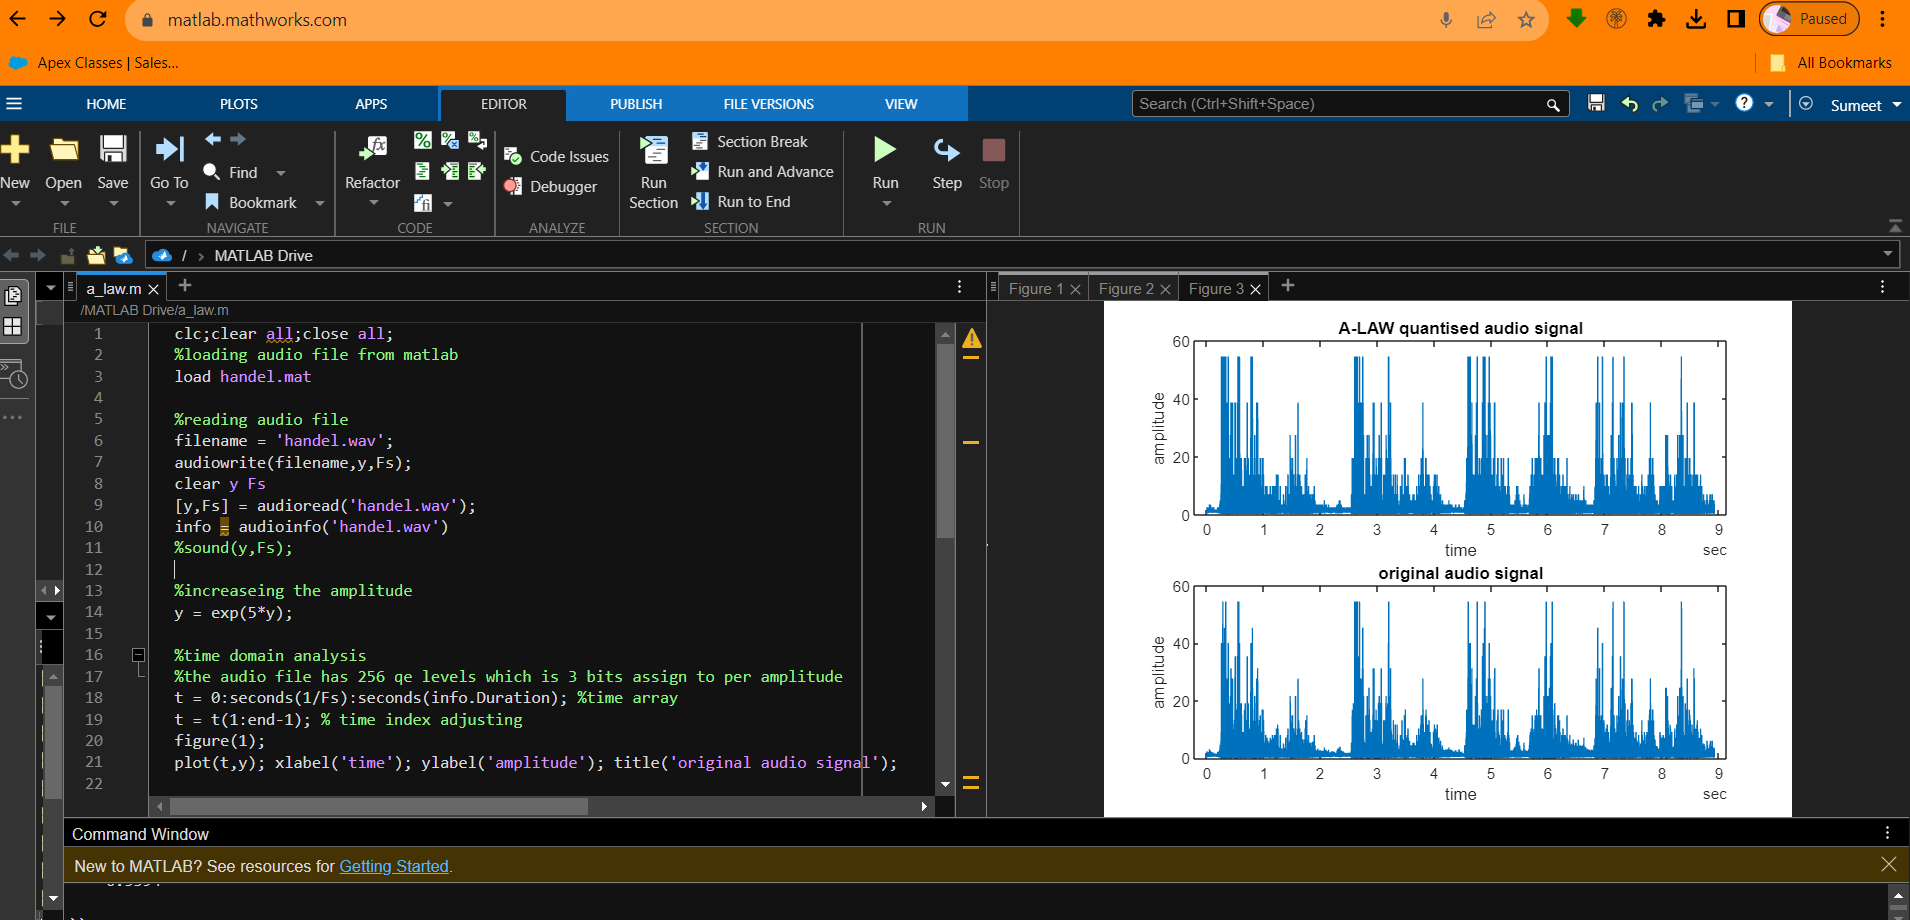 matlab.mathworks.com
Paused
Apex Classes | Sales...
All Bookmarks
HOME PLOTS APPS EDITOR PUBLISH FILE VERSIONS VIEW
Search (Ctrl+Shift+Space)
Sumeet
New Open Save Go To Find Bookmark
Refactor
Code Issues
Debugger
Run Section
Section Break
Run and Advance
Run to End
Run Step Stop
FILE NAVIGATE CODE ANALYZE SECTION RUN
/ › MATLAB Drive
a_law.m
/MATLAB Drive/a_law.m
1 clc;clear all;close all;
2 %loading audio file from matlab
3 load handel.mat
4
5 %reading audio file
6 filename = 'handel.wav';
7 audiowrite(filename,y,Fs);
8 clear y Fs
9 [y,Fs] = audioread('handel.wav');
10 info = audioinfo('handel.wav')
11 %sound(y,Fs);
12
13 %increaseing the amplitude
14 y = exp(5*y);
15
16 %time domain analysis
17 %the audio file has 256 qe levels which is 3 bits assign to per amplitude
18 t = 0:seconds(1/Fs):seconds(info.Duration); %time array
19 t = t(1:end-1); % time index adjusting
20 figure(1);
21 plot(t,y); xlabel('time'); ylabel('amplitude'); title('original audio signal');
22
Figure 1 Figure 2 Figure 3
A-LAW quantised audio signal
60
40
20
0
amplitude
0 1 2 3 4 5 6 7 8 9
time
sec
original audio signal
60
40
20
0
amplitude
0 1 2 3 4 5 6 7 8 9
time
sec
Command Window
New to MATLAB? See resources for Getting Started.